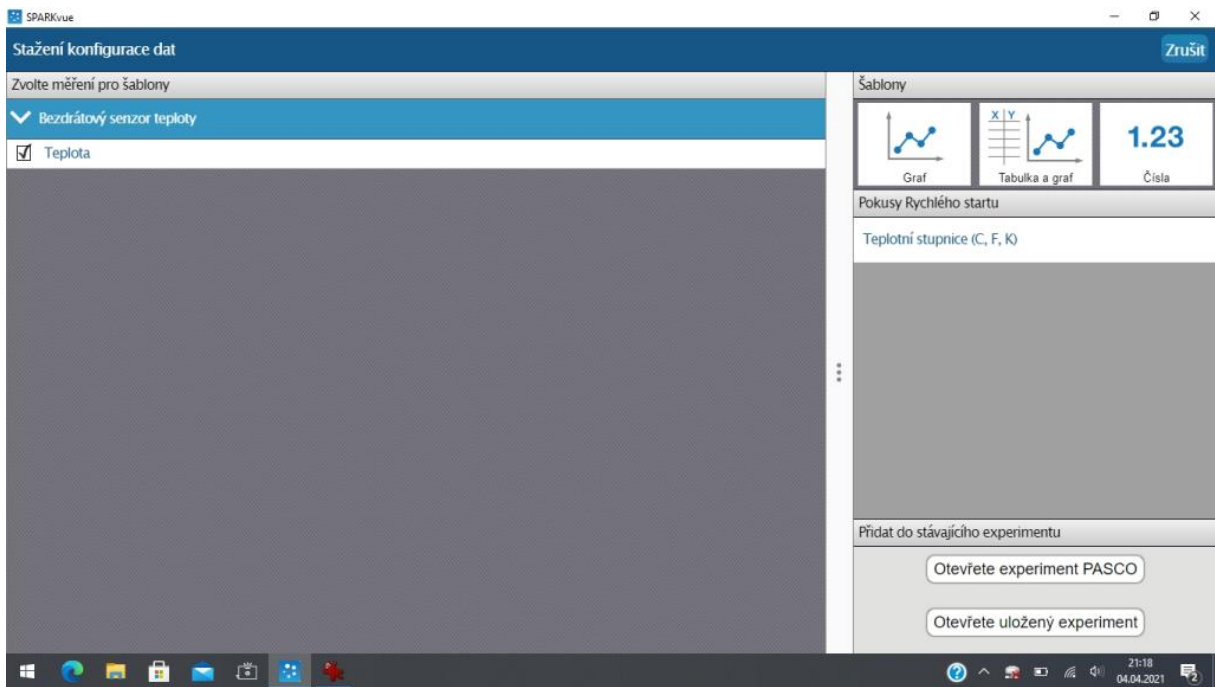 SPARKvue
Stažení konfigurace dat
Zrušit
Zvolte měření pro šablony
Bezdrátový senzor teploty
Teplota
Šablony
Graf
X Y
Tabulka a graf
1.23
Čísla
Pokusy Rychlého startu
Teplotní stupnice (C, F, K)
Přidat do stávajícího experimentu
Otevřete experiment PASCO
Otevřete uložený experiment
21:18
04.04.2021
2